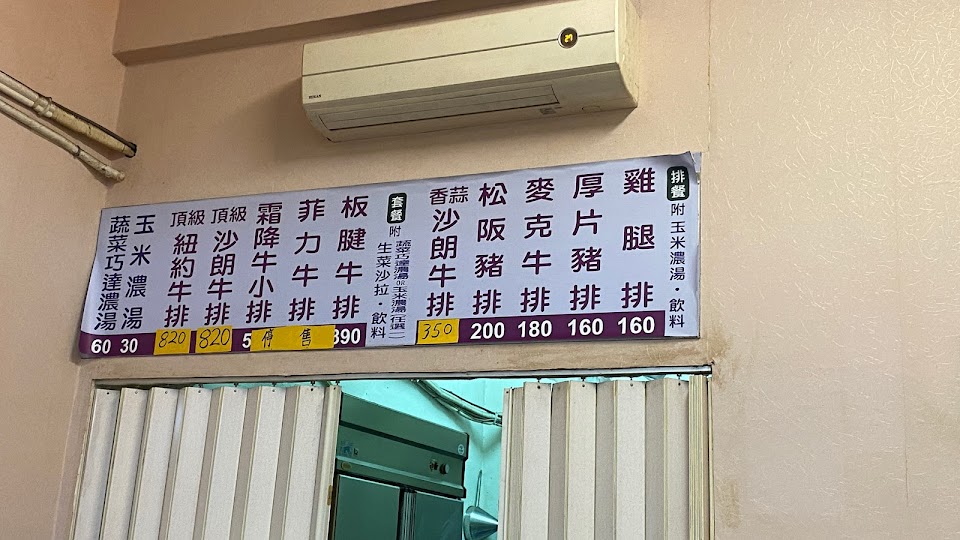 排餐 附 玉米濃湯・飲料
雞腿排 160
厚片豬排 160
麥克牛排 180
松阪豬排 200
香蒜沙朗牛排 350
套餐 附 蔬菜巧達濃湯or玉米濃湯(任選一) 生菜沙拉・飲料
板腱牛排 390
菲力牛排 售
霜降牛小排 停
頂級沙朗牛排 820
頂級紐約牛排 820
玉米濃湯 30
蔬菜巧達濃湯 60
27